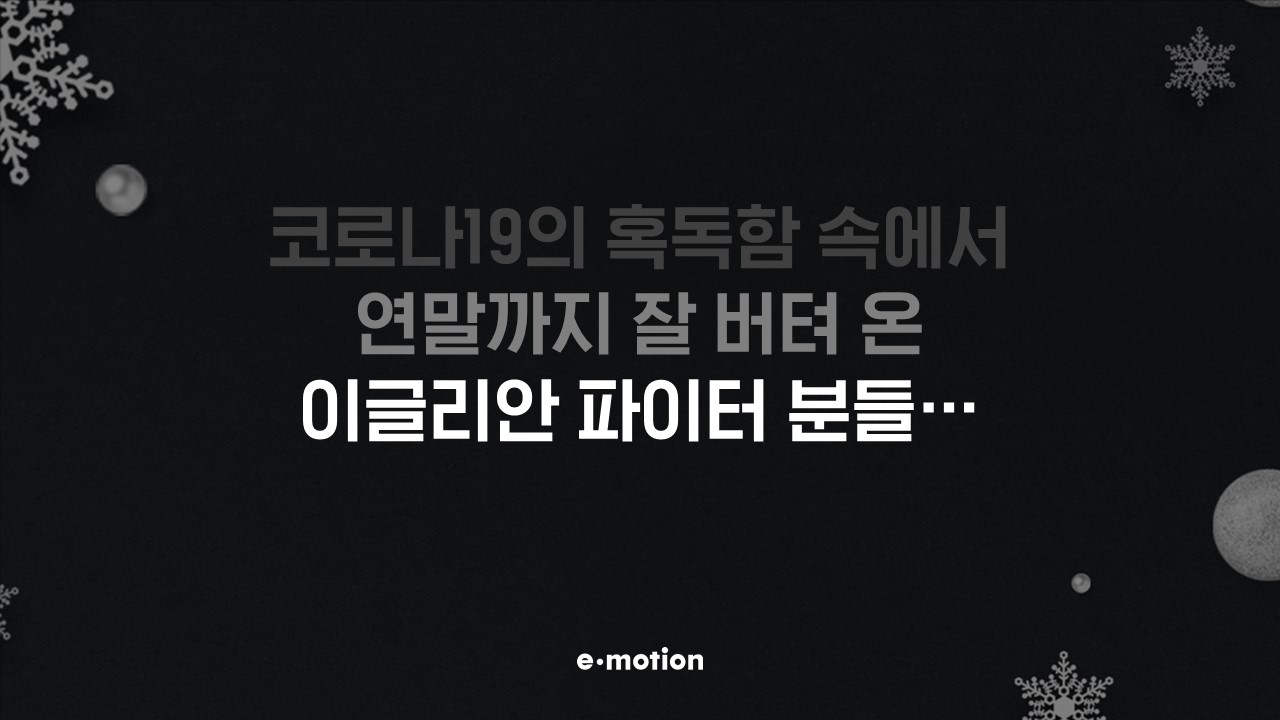 코로나19의 혹독함 속에서
연말까지 잘 버텨 온
이글리안 파이터 분들…
e·motion